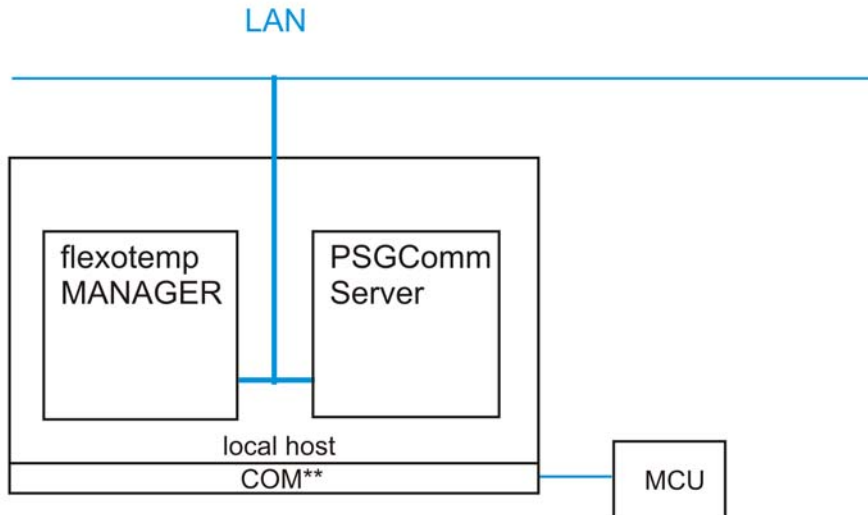 LAN
flexotemp
MANAGER
PSGComm
Server
local host
COM**
MCU